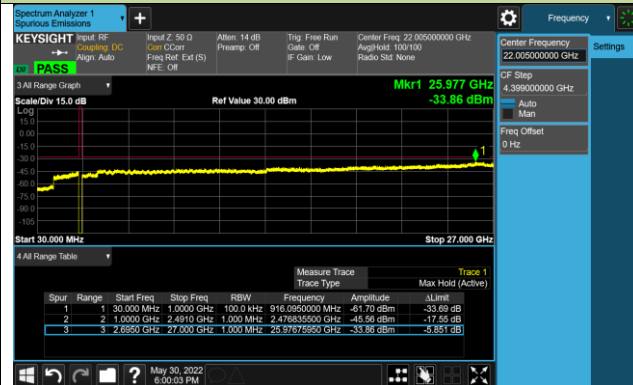 Spectrum Analyzer 1
Spurious Emissions
Frequency
KEYSIGHT Input: RF Input Z: 50 Ω Atten: 14 dB Trig: Free Run Center Freq: 22.005000000 GHz
Coupling: DC Corr CCorr Preamp: Off Gate: Off Avg|Hold: 100/100
Align: Auto Freq Ref: Ext (S) IF Gain: Low Radio Std: None
NFE: Off
PASS
Center Frequency
22.005000000 GHz
Settings
CF Step
4.399000000 GHz
Auto
Man
Freq Offset
0 Hz
3 All Range Graph
Mkr1 25.977 GHz
Scale/Div 15.0 dB Ref Value 30.00 dBm -33.86 dBm
Log
15.0
0.00
-15.0
-30.0
-45.0
-60.0
-75.0
-90.0
-105
1
Start 30.000 MHz Stop 27.000 GHz
4 All Range Table
Measure Trace Trace 1
Trace Type Max Hold (Active)
Spur Range Start Freq Stop Freq RBW Frequency Amplitude ΔLimit
1 1 30.000 MHz 1.0000 GHz 100.0 kHz 916.0950000 MHz -61.70 dBm -33.69 dB
2 2 1.0000 GHz 2.4910 GHz 1.000 MHz 2.476835500 GHz -45.56 dBm -17.55 dB
3 3 2.6950 GHz 27.000 GHz 1.000 MHz 25.97675950 GHz -33.86 dBm -5.851 dB
May 30, 2022
6:00:03 PM